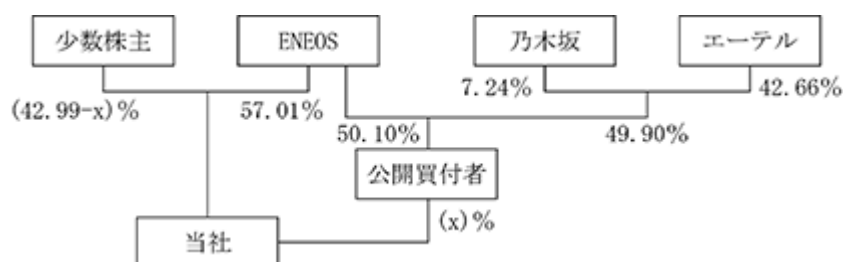 少数株主
ENEOS
乃木坂
エーテル
(42.99-x)%
57.01%
7.24%
42.66%
50.10%
49.90%
公開買付者
(x)%
当社